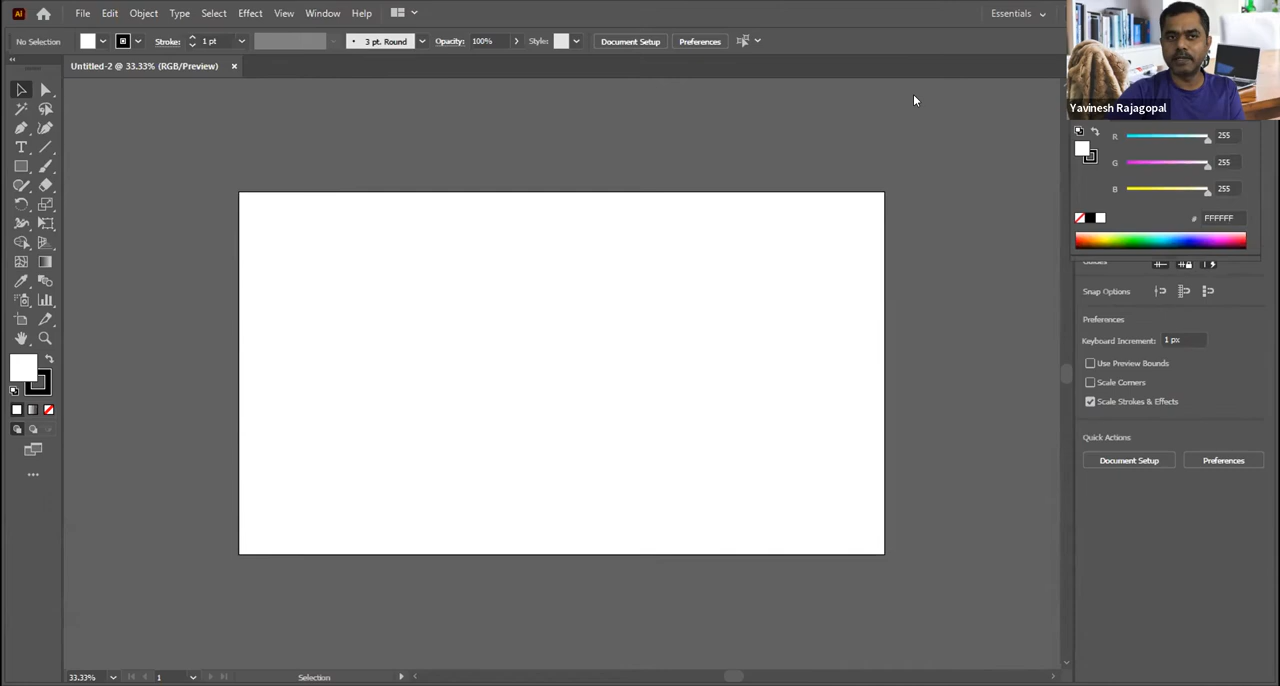 Ai File Edit Object Type Select Effect View Window Help Essentials
No Selection Stroke: 1 pt 3 pt. Round Opacity: 100% Style: Document Setup Preferences
Untitled-2 @ 33.33% (RGB/Preview)
Yavinesh Rajagopal
R 255
G 255
B 255
# FFFFFF
Guides
Snap Options
Preferences
Keyboard Increment: 1 px
Use Preview Bounds
Scale Corners
Scale Strokes & Effects
Quick Actions
Document Setup Preferences
33.33% 1 Selection